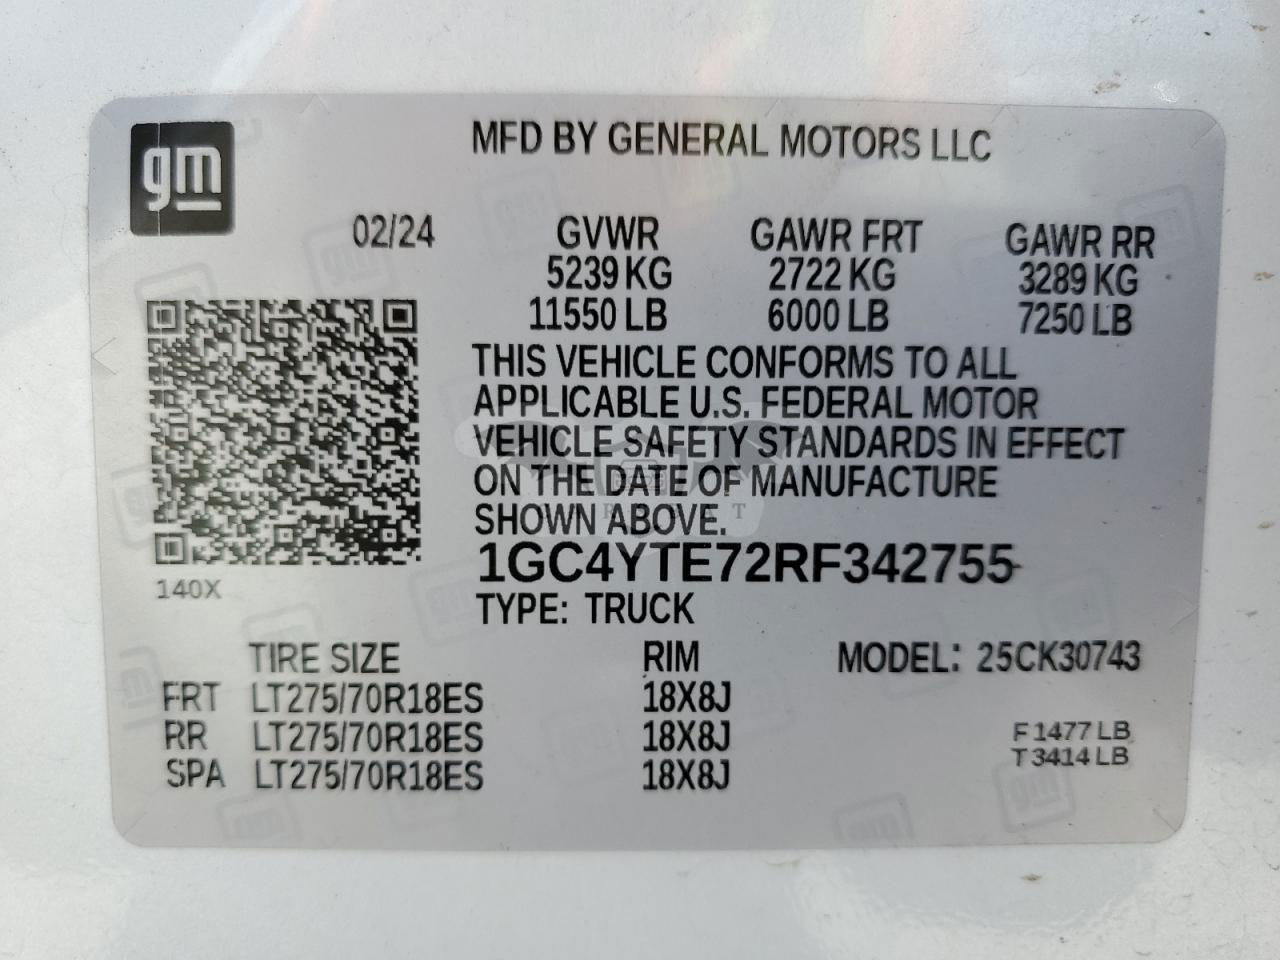 gm
MFD BY GENERAL MOTORS LLC
02/24 GVWR GAWR FRT GAWR RR
5239 KG 2722 KG 3289 KG
11550 LB 6000 LB 7250 LB
THIS VEHICLE CONFORMS TO ALL
APPLICABLE U.S. FEDERAL MOTOR
VEHICLE SAFETY STANDARDS IN EFFECT
ON THE DATE OF MANUFACTURE
SHOWN ABOVE.
1GC4YTE72RF342755
140X
TYPE: TRUCK
TIRE SIZE RIM MODEL: 25CK30743
FRT LT275/70R18ES 18X8J
RR LT275/70R18ES 18X8J
SPA LT275/70R18ES 18X8J
F 1477 LB
T 3414 LB